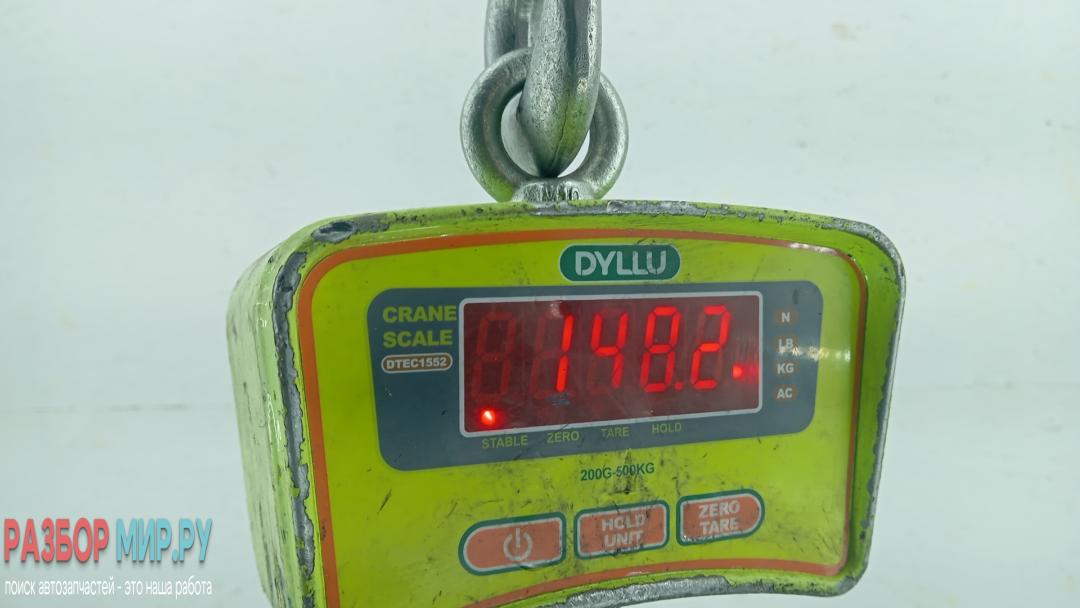 DYLLU
CRANE
SCALE
DTEC1552
148.2
N
LB
KG
AC
STABLE ZERO TARE HOLD
200G-500KG
HOLD
UNIT
ZERO
TARE
РАЗБОР МИР.РУ
поиск автозапчастей - это наша работа